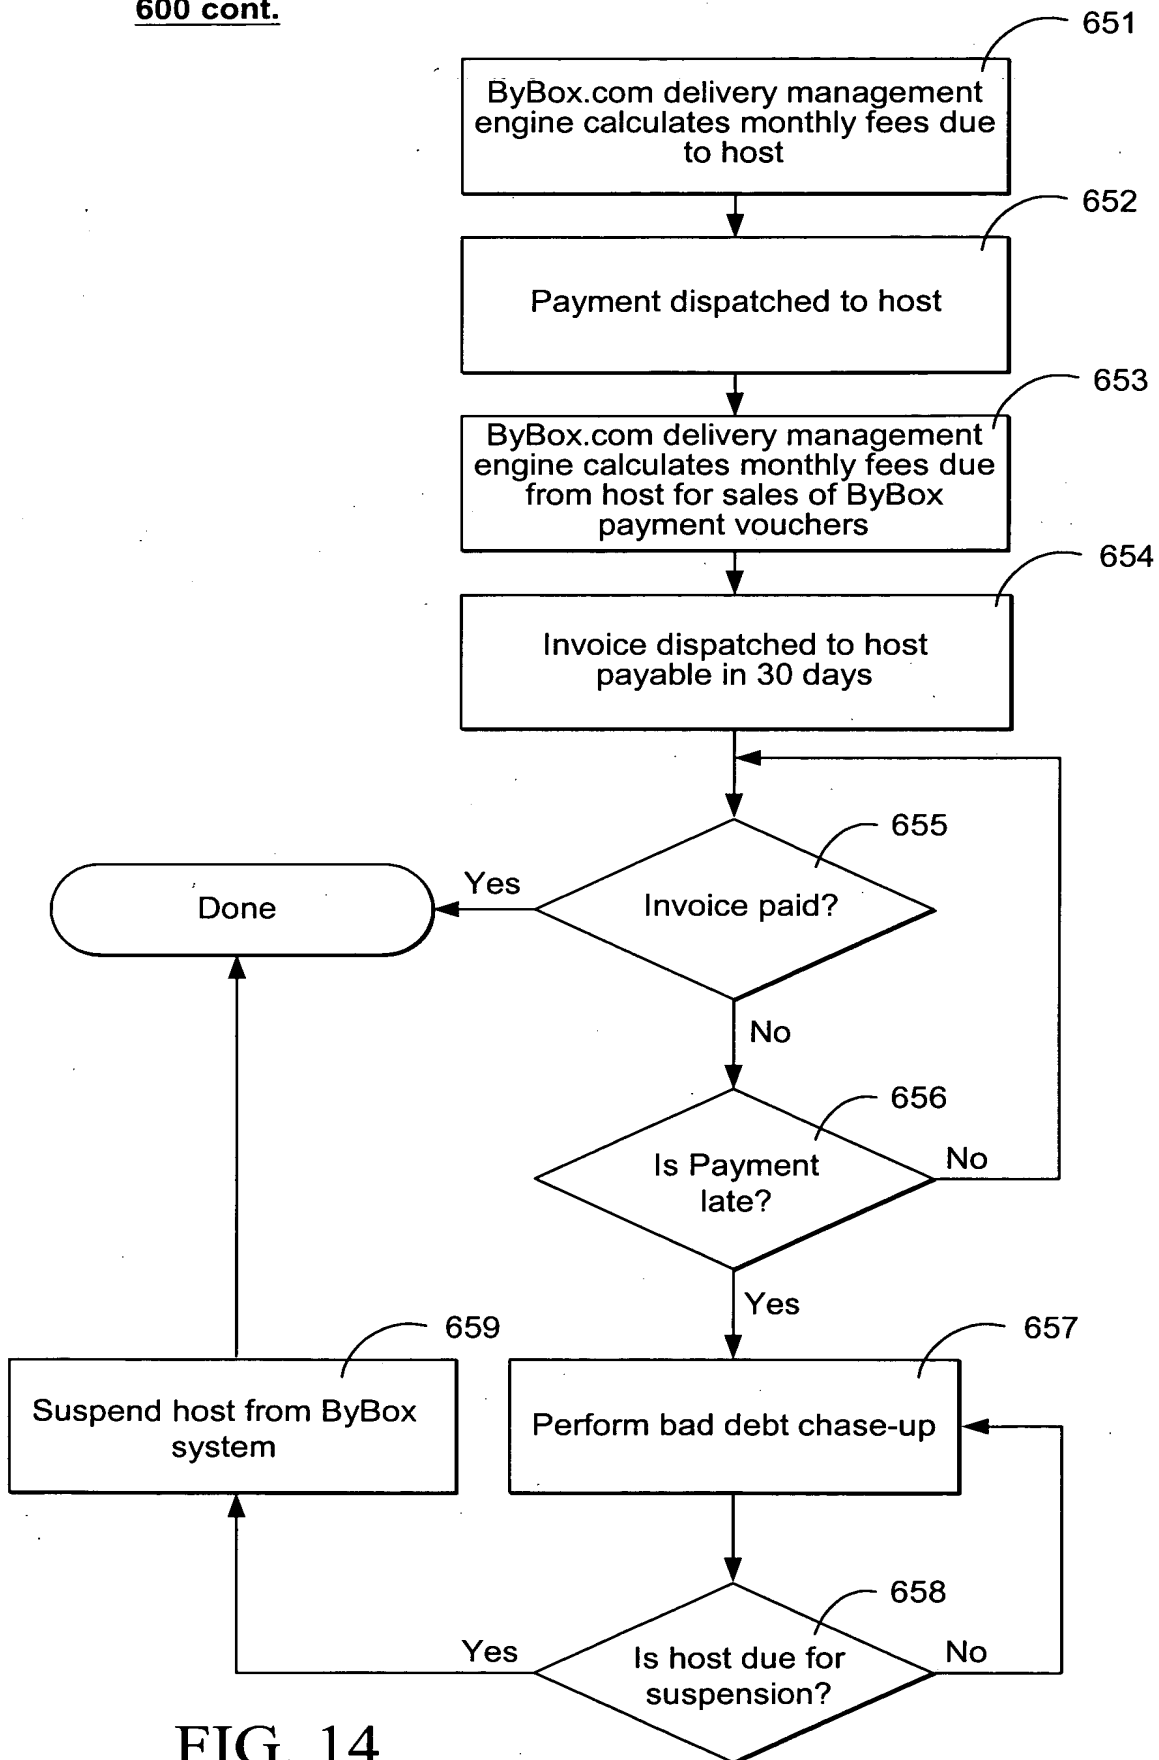 600 cont.
651
ByBox.com delivery management
engine calculates monthly fees due
to host
652
Payment dispatched to host
653
ByBox.com delivery management
engine calculates monthly fees due
from host for sales of ByBox
payment vouchers
654
Invoice dispatched to host
payable in 30 days
655
Invoice paid?
Yes
Done
No
656
Is Payment
late?
No
Yes
657
Perform bad debt chase-up
659
Suspend host from ByBox
system
658
Is host due for
suspension?
Yes
No
FIG. 14